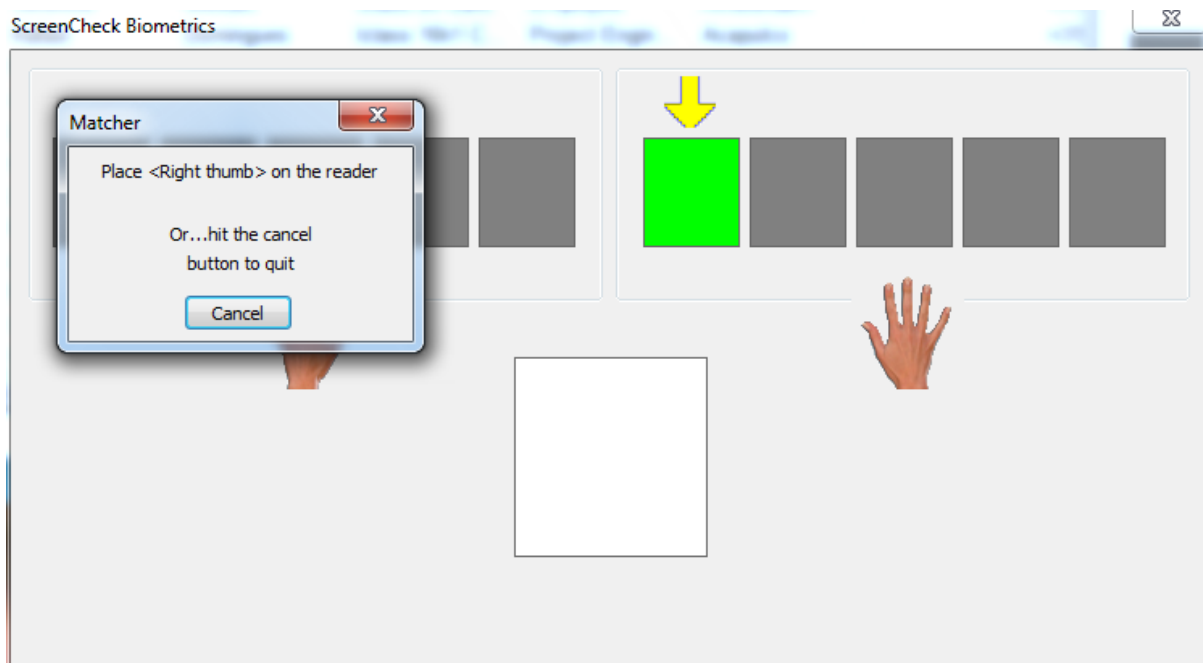 ScreenCheck Biometrics
Matcher
Place <Right thumb> on the reader
Or...hit the cancel
button to quit
Cancel